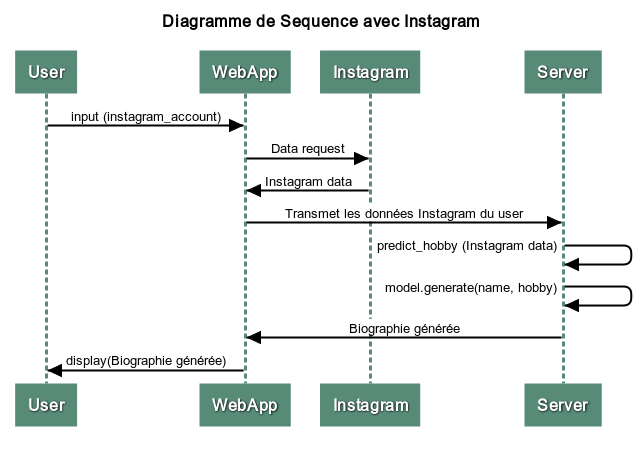 Diagramme de Sequence avec Instagram
User WebApp Instagram Server
input (instagram_account)
Data request
Instagram data
Transmet les données Instagram du user
predict_hobby (Instagram data)
model.generate(name, hobby)
Biographie générée
display(Biographie générée)
User WebApp Instagram Server